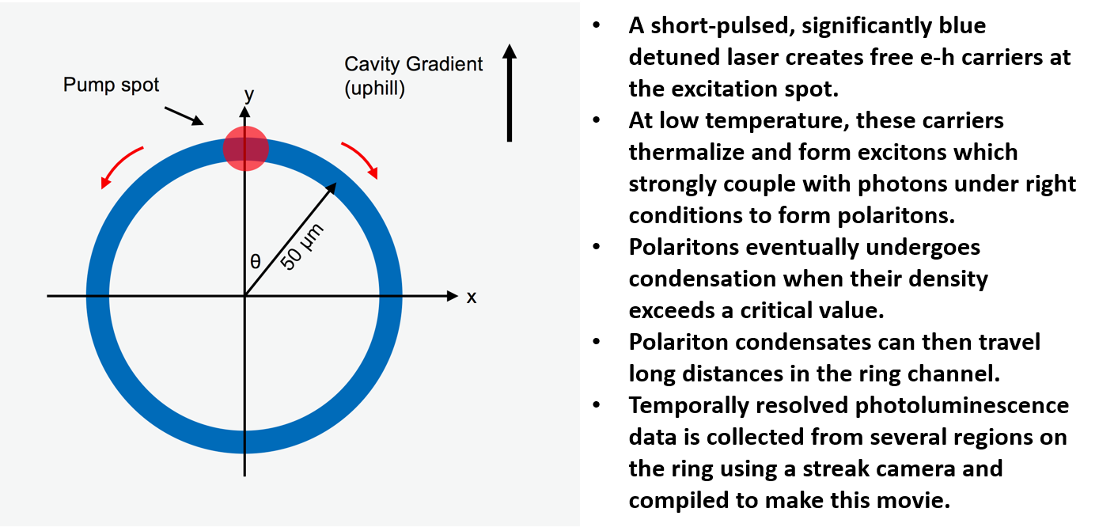 Cavity Gradient
(uphill)
Pump spot
y
θ
50 μm
x
• A short-pulsed, significantly blue
detuned laser creates free e-h carriers at
the excitation spot.
• At low temperature, these carriers
thermalize and form excitons which
strongly couple with photons under right
conditions to form polaritons.
• Polaritons eventually undergoes
condensation when their density
exceeds a critical value.
• Polariton condensates can then travel
long distances in the ring channel.
• Temporally resolved photoluminescence
data is collected from several regions on
the ring using a streak camera and
compiled to make this movie.